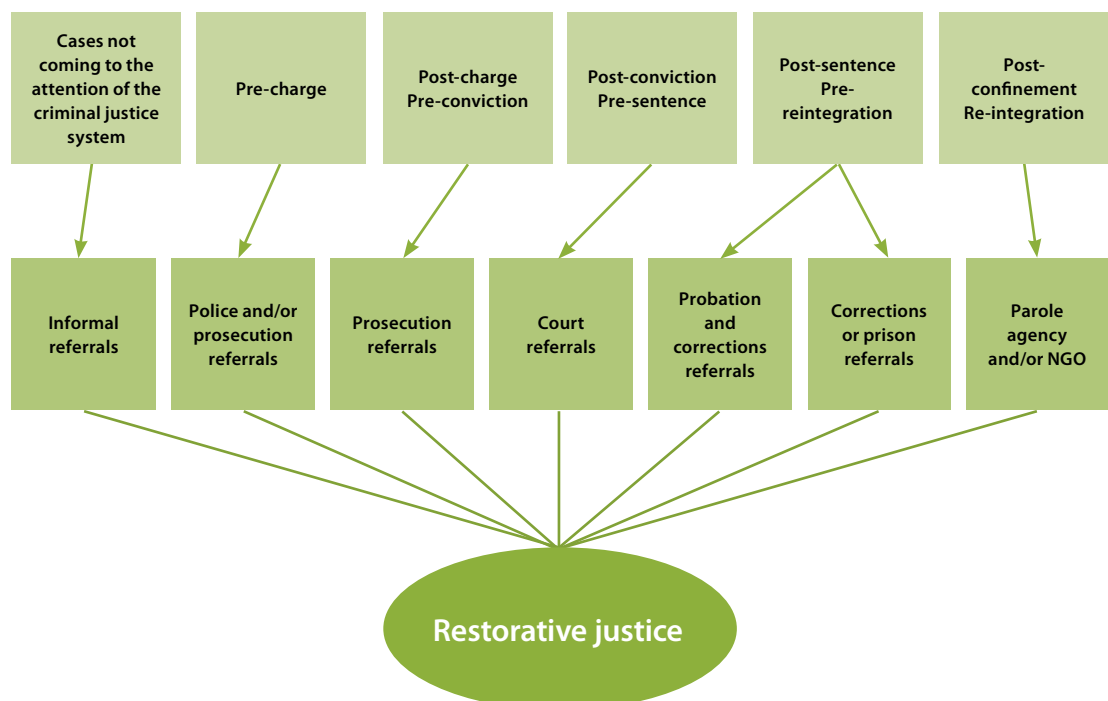 Cases not
coming to the
attention of the
criminal justice
system
Pre-charge
Post-charge
Pre-conviction
Post-conviction
Pre-sentence
Post-sentence
Pre-
reintegration
Post-
confinement
Re-integration
Informal
referrals
Police and/or
prosecution
referrals
Prosecution
referrals
Court
referrals
Probation
and
corrections
referrals
Corrections
or prison
referrals
Parole
agency
and/or NGO
Restorative justice